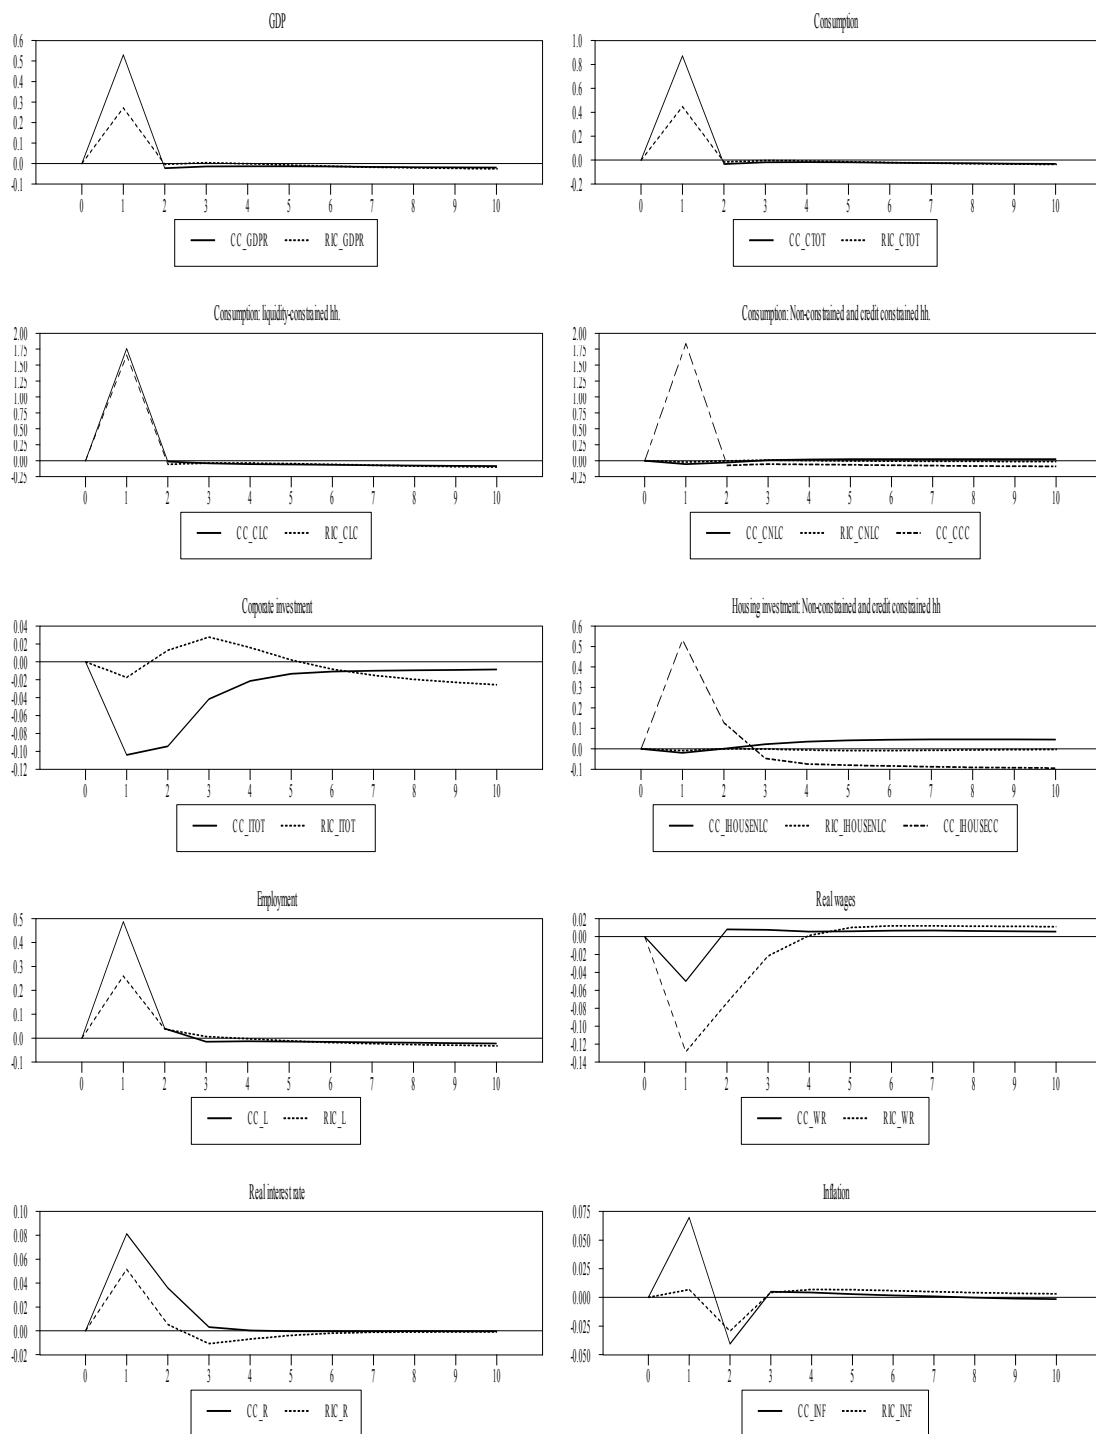 GDP
0.6
0.5
0.4
0.3
0.2
0.1
0.0
-0.1
0 1 2 3 4 5 6 7 8 9 10
CC_GDPR RIC_GDPR
Consumption
1.0
0.8
0.6
0.4
0.2
0.0
-0.2
0 1 2 3 4 5 6 7 8 9 10
CC_CTOT RIC_CTOT
Consumption: liquidity-constrained hh.
2.00
1.75
1.50
1.25
1.00
0.75
0.50
0.25
0.00
-0.25
0 1 2 3 4 5 6 7 8 9 10
CC_CLC RIC_CLC
Consumption: Non-constrained and credit constrained hh.
2.00
1.75
1.50
1.25
1.00
0.75
0.50
0.25
0.00
-0.25
0 1 2 3 4 5 6 7 8 9 10
CC_CNLC RIC_CNLC CC_CCC
Corporate investment
0.04
0.02
0.00
-0.02
-0.04
-0.06
-0.08
-0.10
-0.12
0 1 2 3 4 5 6 7 8 9 10
CC_ITOT RIC_ITOT
Housing investment: Non-constrained and credit constrained hh
0.6
0.5
0.4
0.3
0.2
0.1
0.0
-0.1
0 1 2 3 4 5 6 7 8 9 10
CC_IHOUSENLC RIC_IHOUSENLC CC_IHOUSECC
Employment
0.5
0.4
0.3
0.2
0.1
0.0
-0.1
0 1 2 3 4 5 6 7 8 9 10
CC_L RIC_L
Real wages
0.02
0.00
-0.02
-0.04
-0.06
-0.08
-0.10
-0.12
-0.14
0 1 2 3 4 5 6 7 8 9 10
CC_WR RIC_WR
Real interest rate
0.10
0.08
0.06
0.04
0.02
0.00
-0.02
0 1 2 3 4 5 6 7 8 9 10
CC_R RIC_R
Inflation
0.075
0.050
0.025
0.000
-0.025
-0.050
0 1 2 3 4 5 6 7 8 9 10
CC_INF RIC_INF